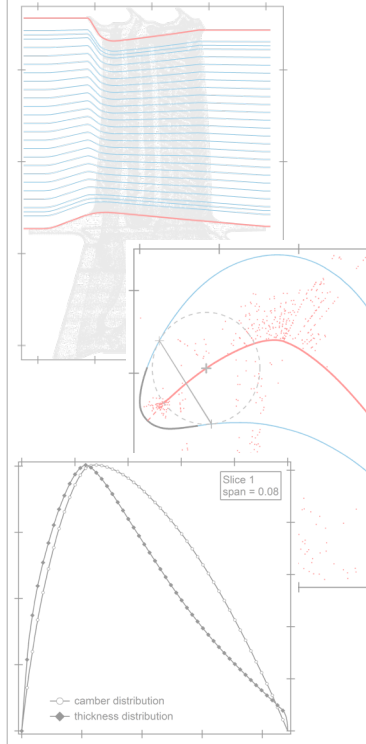 Slice 1
span = 0.08
camber distribution
thickness distribution